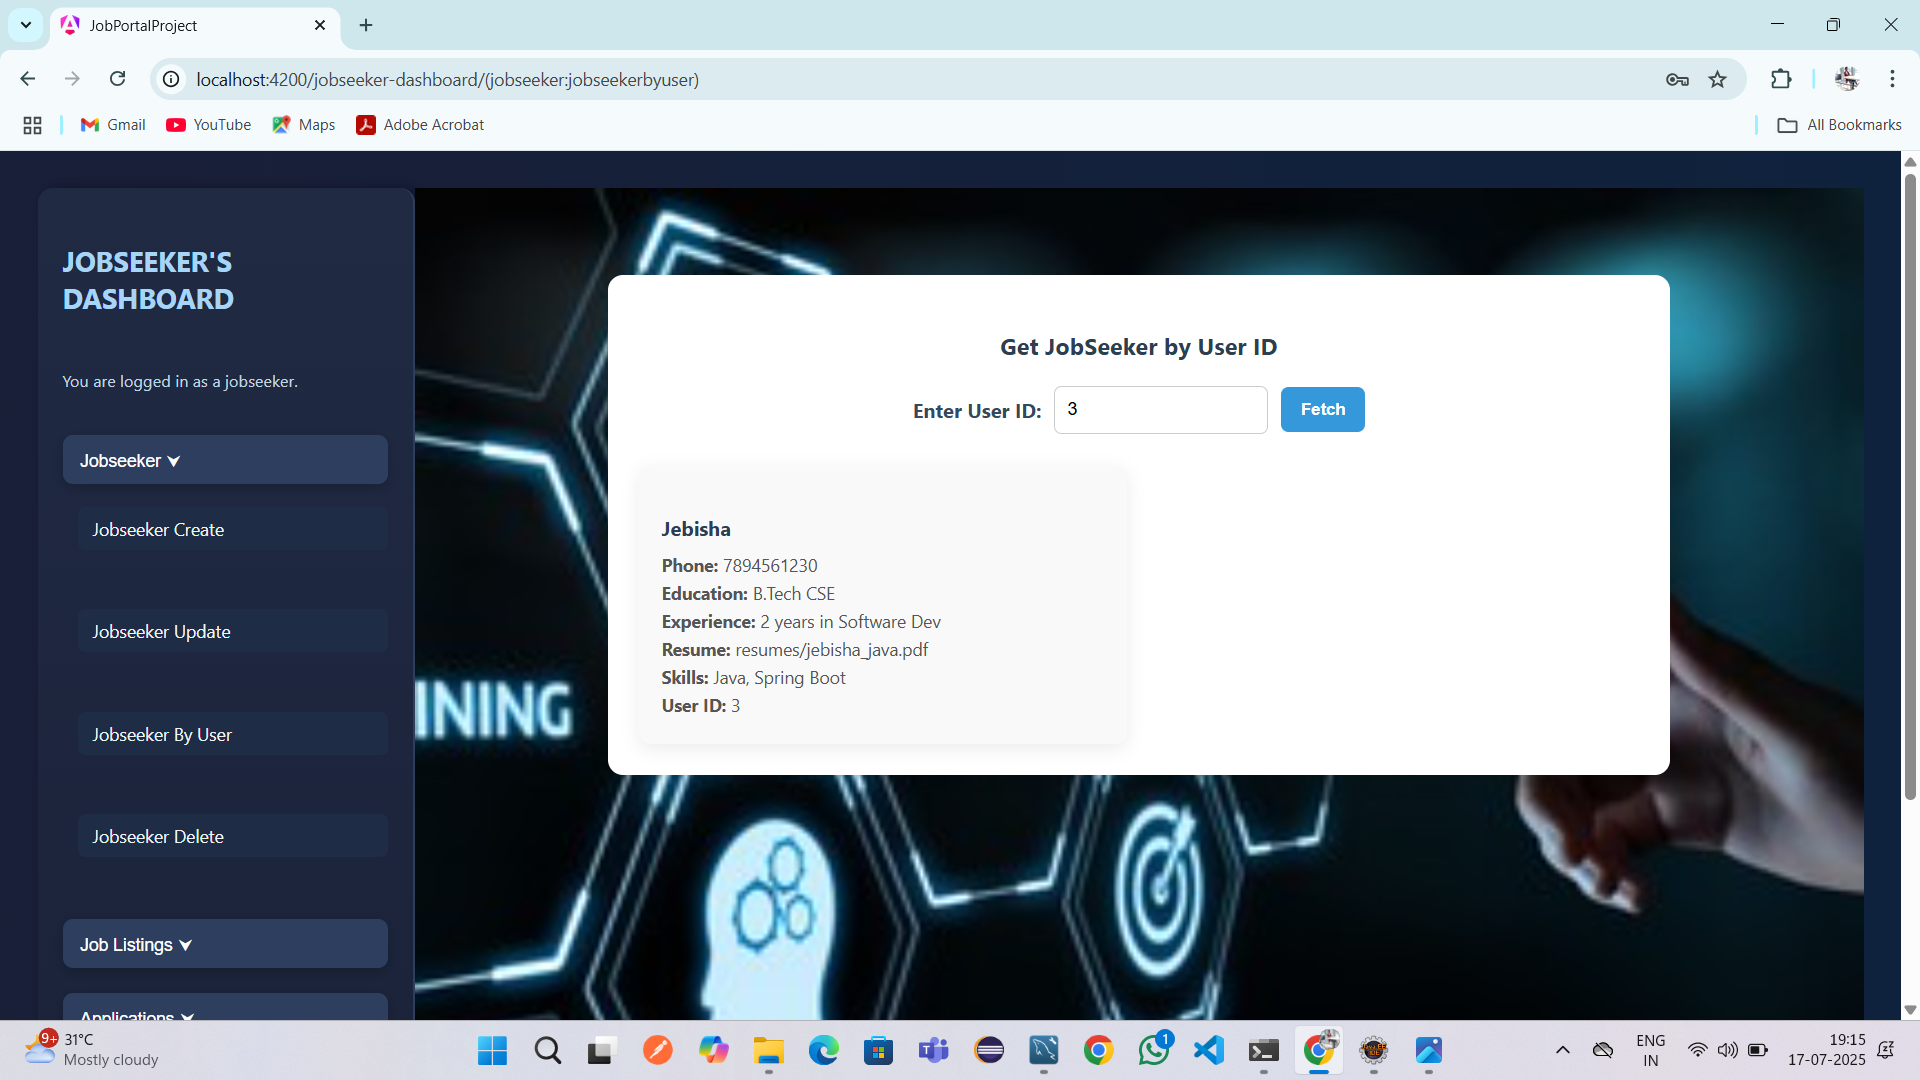 JobPortalProject
localhost:4200/jobseeker-dashboard/(jobseeker:jobseekerbyuser)
Gmail
YouTube
Maps
Adobe Acrobat
All Bookmarks
JOBSEEKER'S
DASHBOARD
You are logged in as a jobseeker.
Jobseeker
Jobseeker Create
Jobseeker Update
Jobseeker By User
Jobseeker Delete
Job Listings
Applications
INING
Get JobSeeker by User ID
Enter User ID: 3 Fetch
Jebisha
Phone: 7894561230
Education: B.Tech CSE
Experience: 2 years in Software Dev
Resume: resumes/jebisha_java.pdf
Skills: Java, Spring Boot
User ID: 3
9+
31°C
Mostly cloudy
1
ENG
IN
19:15
17-07-2025